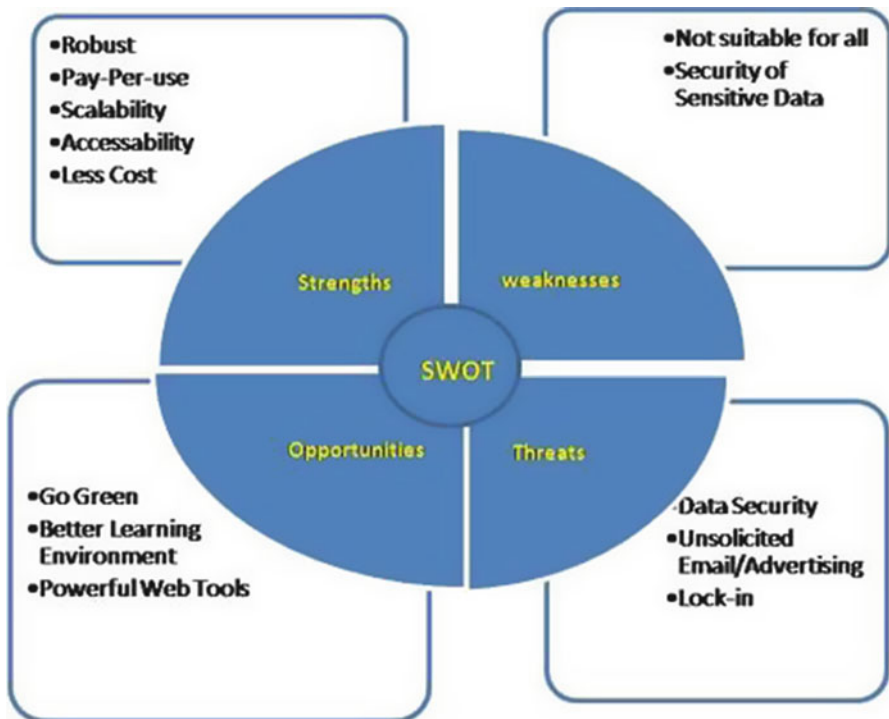 •Robust
•Pay-Per-use
•Scalability
•Accessability
•Less Cost
•Not suitable for all
•Security of
Sensitive Data
Strengths
weaknesses
SWOT
Opportunities
Threats
•Go Green
•Better Learning
Environment
•Powerful Web Tools
•Data Security
•Unsolicited
Email/Advertising
•Lock-in